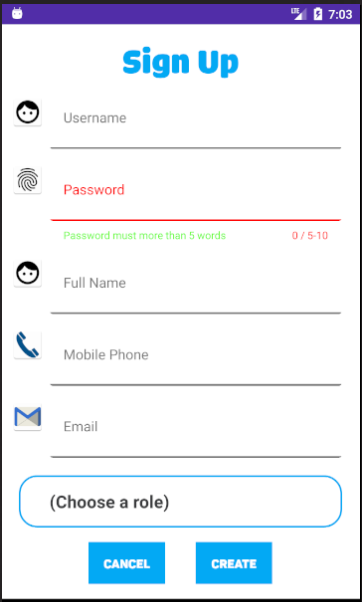 LTE 7:03
Sign Up
Username
Password
Password must more than 5 words 0 / 5-10
Full Name
Mobile Phone
Email
(Choose a role)
CANCEL CREATE